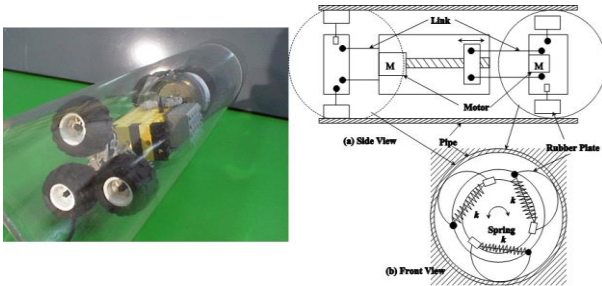 Link
M
M
Motor
(a) Side View
Pipe
Rubber Plate
k
k
Spring
k
(b) Front View